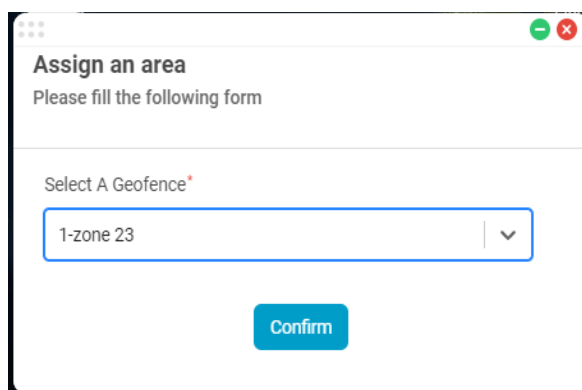 Assign an area
Please fill the following form
Select A Geofence*
1-zone 23
Confirm